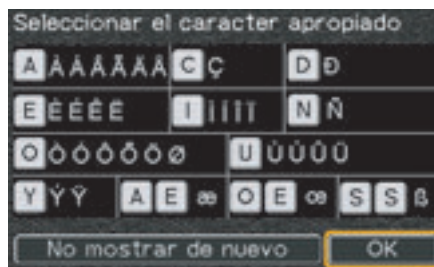 Seleccionar el caracter apropiado
A À Á Â Ã Ä Å C Ç D Ð
E È É Ê Ë I Ì Í Î Ï N Ñ
O Ò Ó Ô Õ Ö Ø U Ù Ú Û Ü
Y Ý Ÿ A E æ O E œ S S ß
No mostrar de nuevo OK